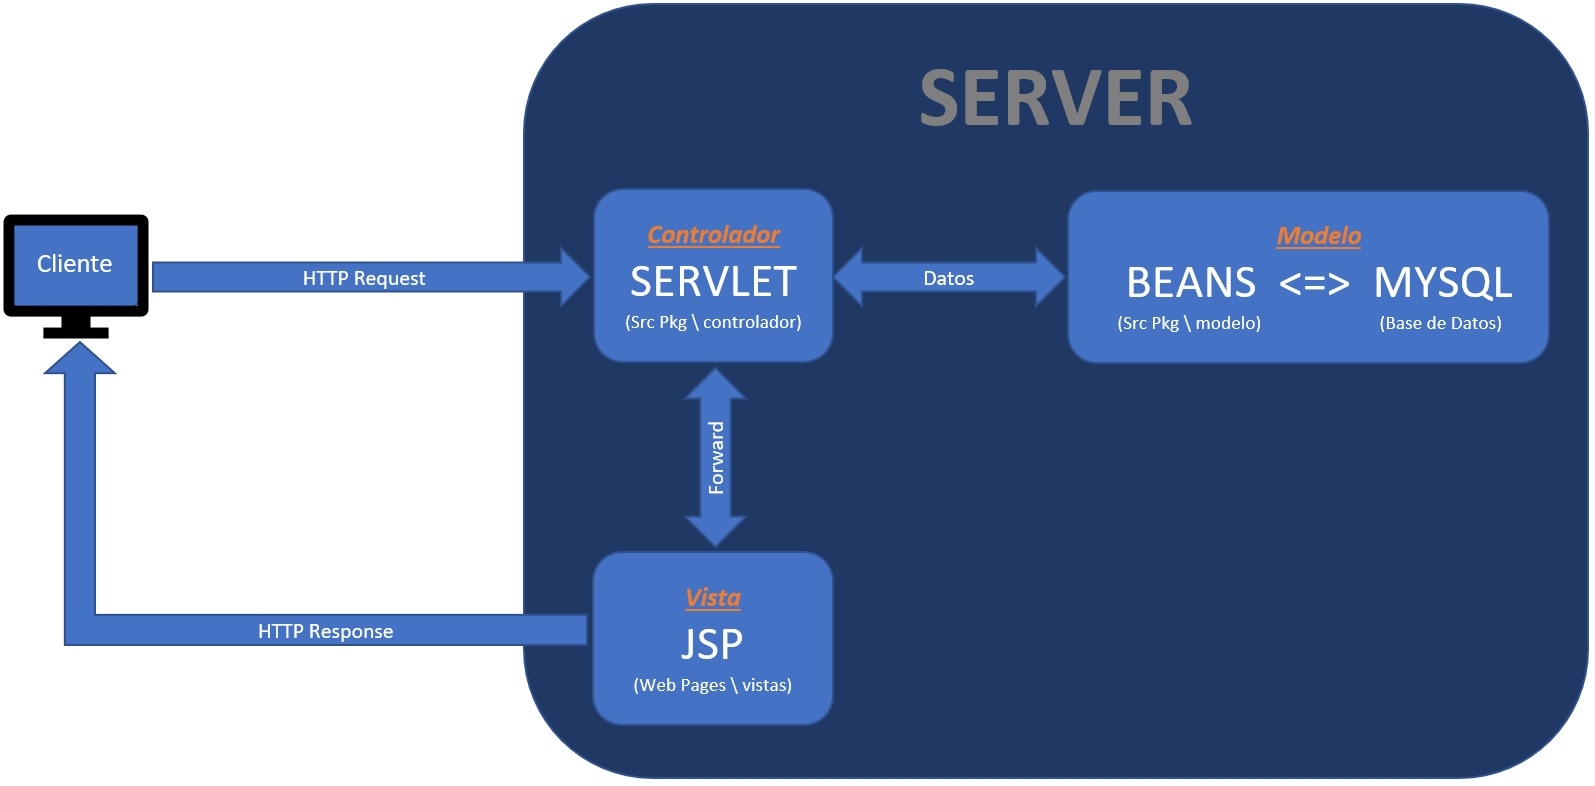 SERVER
Cliente
HTTP Request
Controlador
SERVLET
(Src Pkg \ controlador)
Datos
Modelo
BEANS <=> MYSQL
(Src Pkg \ modelo) (Base de Datos)
Forward
HTTP Response
Vista
JSP
(Web Pages \ vistas)